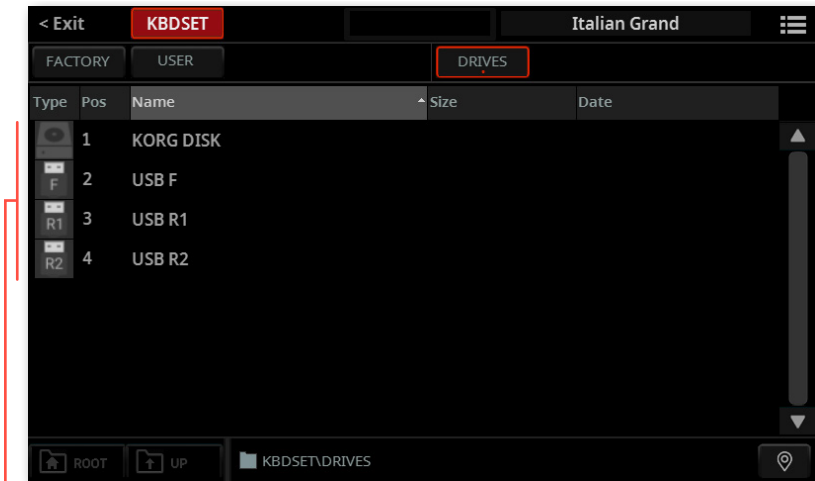 < Exit KBDSET Italian Grand
FACTORY USER DRIVES
Type Pos Name Size Date
1 KORG DISK
F 2 USB F
R1 3 USB R1
R2 4 USB R2
ROOT UP KBDSET\DRIVES